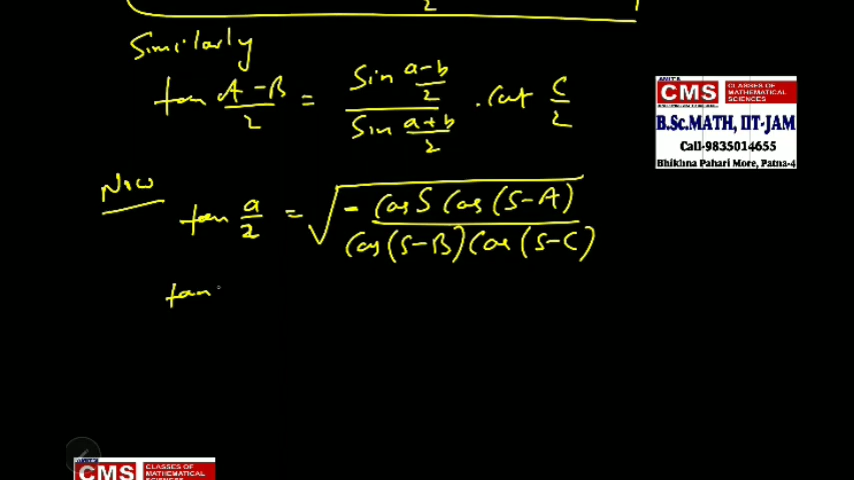 2
Similarly
tan A-B/2 = sin a-b/2 / sin a+b/2 . Cot C/2
Now
tan a/2 = √(- Cos S Cos (S-A) / Cos (S-B) Cos (S-C))
tan
ANITA
CMS CLASSES OF MATHEMATICAL SCIENCES
B.Sc.MATH, IIT-JAM
Call-9835014655
Bhikhna Pahari More, Patna-4
CMS CLASSES OF MATHEMATICAL SCIENCES